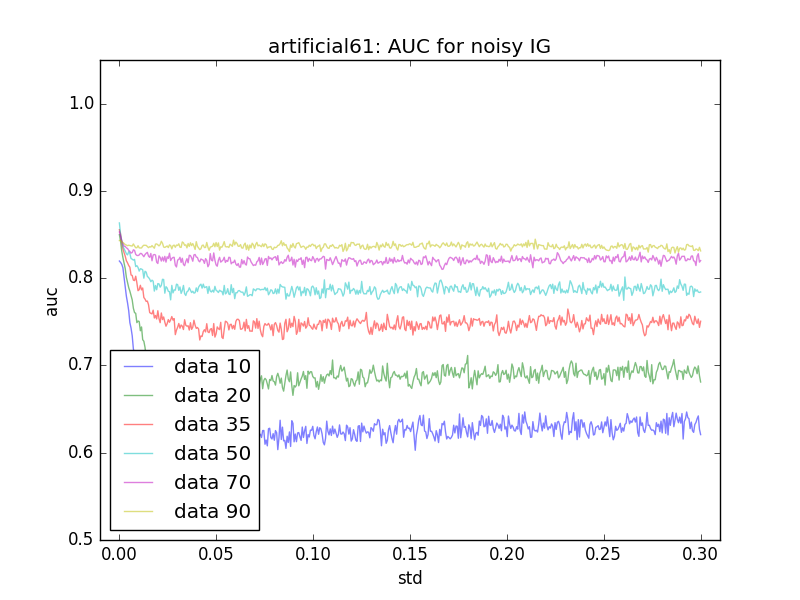 artificial61: AUC for noisy IG
1.0
0.9
0.8
0.7
0.6
0.5
auc
data 10
data 20
data 35
data 50
data 70
data 90
0.00 0.05 0.10 0.15 0.20 0.25 0.30
std